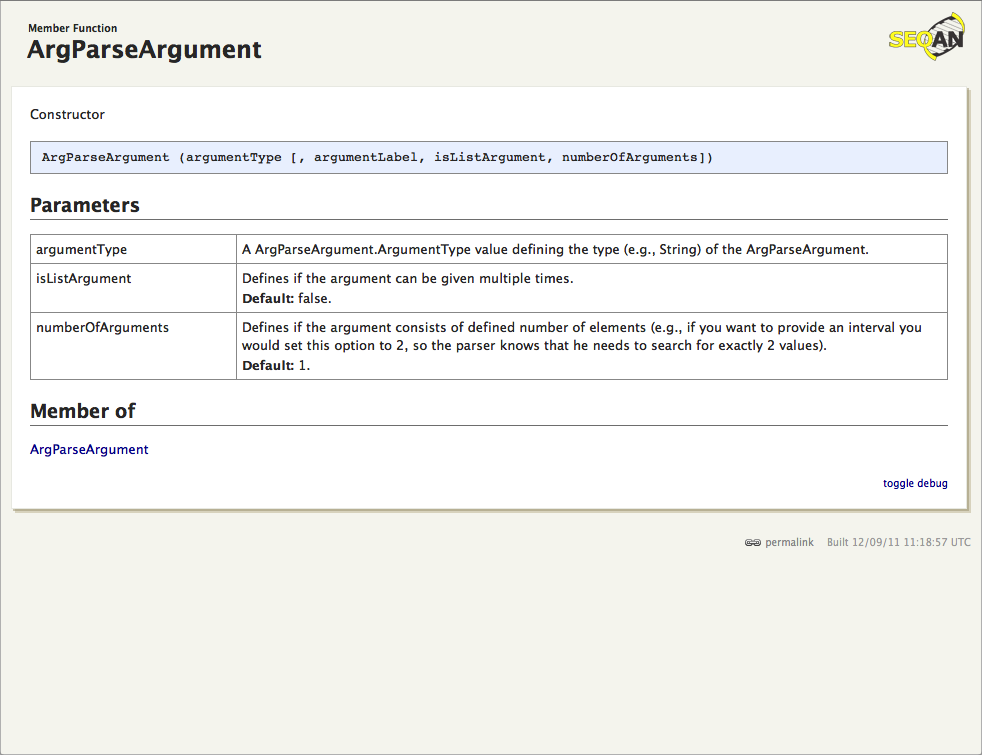 Member Function
ArgParseArgument
SEQAN
Constructor
ArgParseArgument (argumentType [, argumentLabel, isListArgument, numberOfArguments])
Parameters
argumentType A ArgParseArgument.ArgumentType value defining the type (e.g., String) of the ArgParseArgument.
isListArgument Defines if the argument can be given multiple times.
Default: false.
numberOfArguments Defines if the argument consists of defined number of elements (e.g., if you want to provide an interval you
would set this option to 2, so the parser knows that he needs to search for exactly 2 values).
Default: 1.
Member of
ArgParseArgument
toggle debug
permalink Built 12/09/11 11:18:57 UTC